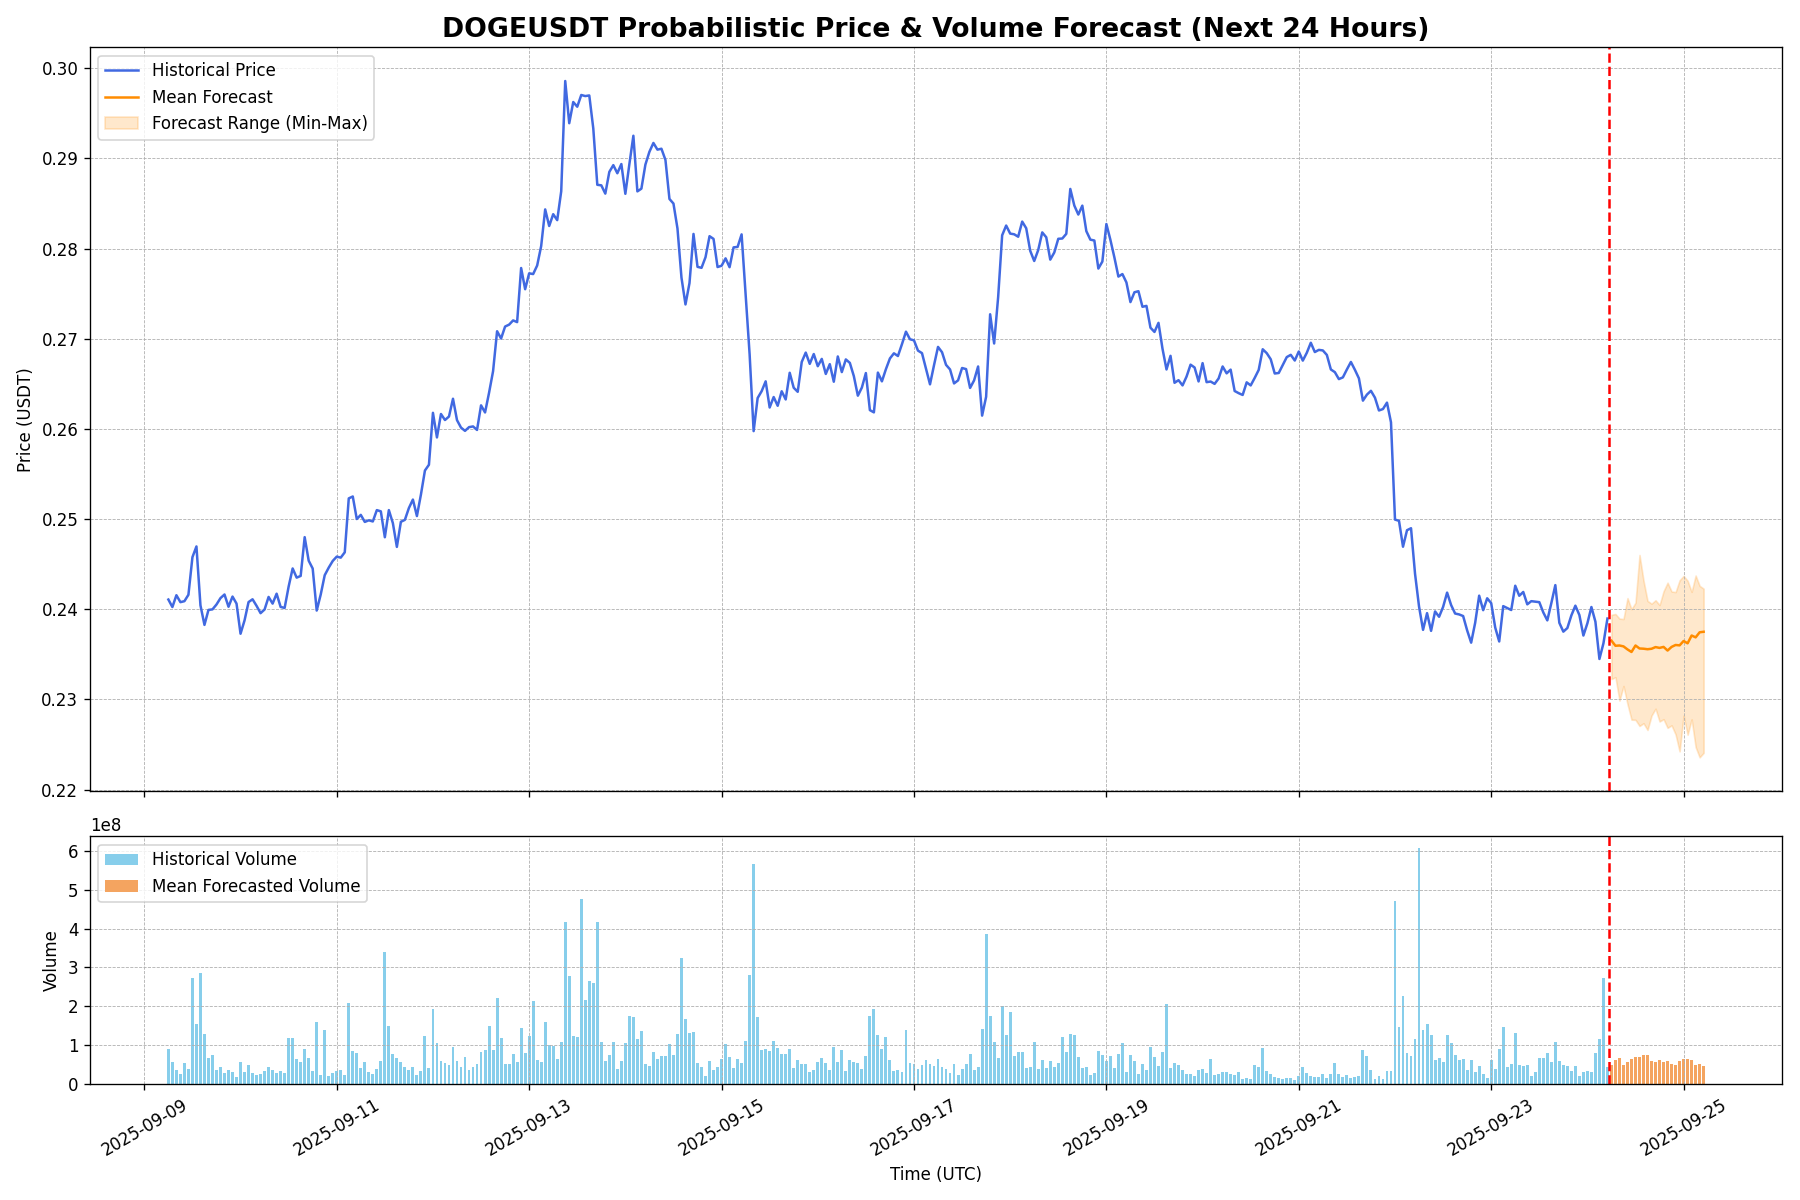 DOGEUSDT Probabilistic Price & Volume Forecast (Next 24 Hours)
Historical Price
Mean Forecast
Forecast Range (Min-Max)
Price (USDT)
0.30
0.29
0.28
0.27
0.26
0.25
0.24
0.23
0.22
1e8
Historical Volume
Mean Forecasted Volume
Volume
6
5
4
3
2
1
0
2025-09-09
2025-09-11
2025-09-13
2025-09-15
2025-09-17
2025-09-19
2025-09-21
2025-09-23
2025-09-25
Time (UTC)